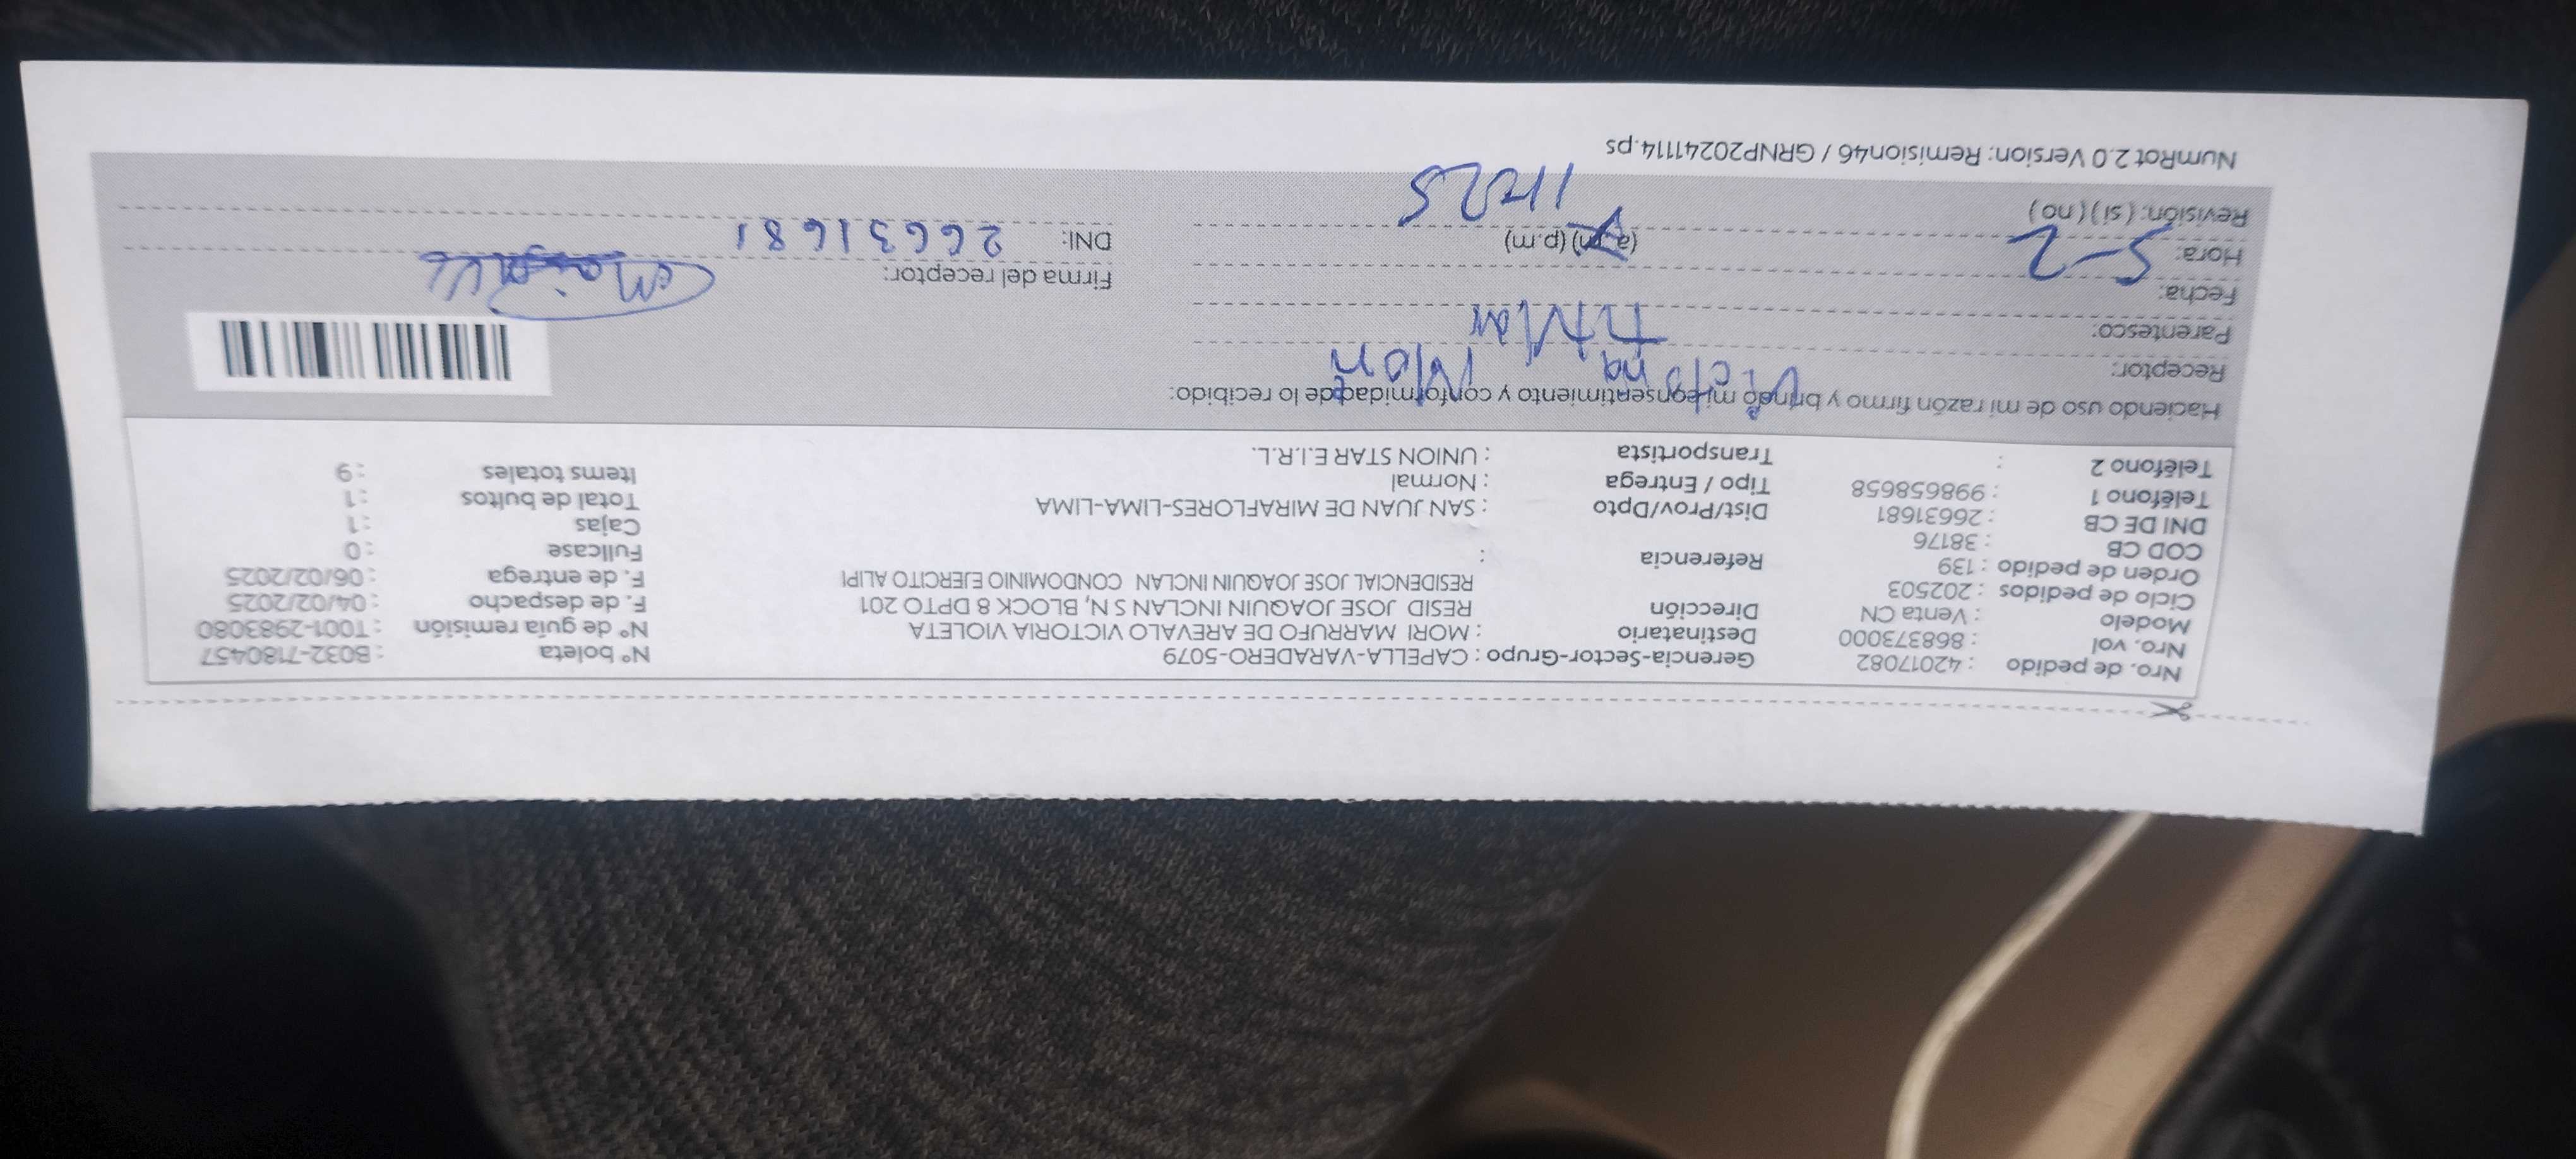 Nro. de pedido : 42017082
Nro. vol : 868373000
Modelo : Venta CN
Ciclo de pedidos : 202503
Orden de pedido : 139
COD CB : 38176
DNI DE CB : 26631681
Teléfono 1 : 998658658
Teléfono 2 :
Gerencia-Sector-Grupo : CAPELLA-VARADERO-5079
Destinatario : MORI MARRUFO DE AREVALO VICTORIA VIOLETA
Dirección RESID JOSE JOAQUIN INCLAN S N, BLOCK 8 DPTO 201
RESIDENCIAL JOSE JOAQUIN INCLAN CONDOMINIO EJERCITO ALIPI
Referencia :
Dist/Prov/Dpto : SAN JUAN DE MIRAFLORES-LIMA-LIMA
Tipo / Entrega : Normal
Transportista : UNION STAR E.I.R.L.
N° boleta : B032-7180457
N° de guía remisión : T001-2983080
F. de despacho : 04/02/2025
F. de entrega : 06/02/2025
Fullcase : 0
Cajas : 1
Total de bultos : 1
Items totales : 9
Haciendo uso de mi razón firmo y brindo mi consentimiento y conformidad de lo recibido:
Receptor: Victoria Mori
Parentesco:
Fecha: 5-2
Hora: (a.m) (p.m) 11:25
Revisión: (si) (no)
Firma del receptor:
DNI: 26631681
NumRot 2.0 Version: Remision46 / GRNP20241114.ps